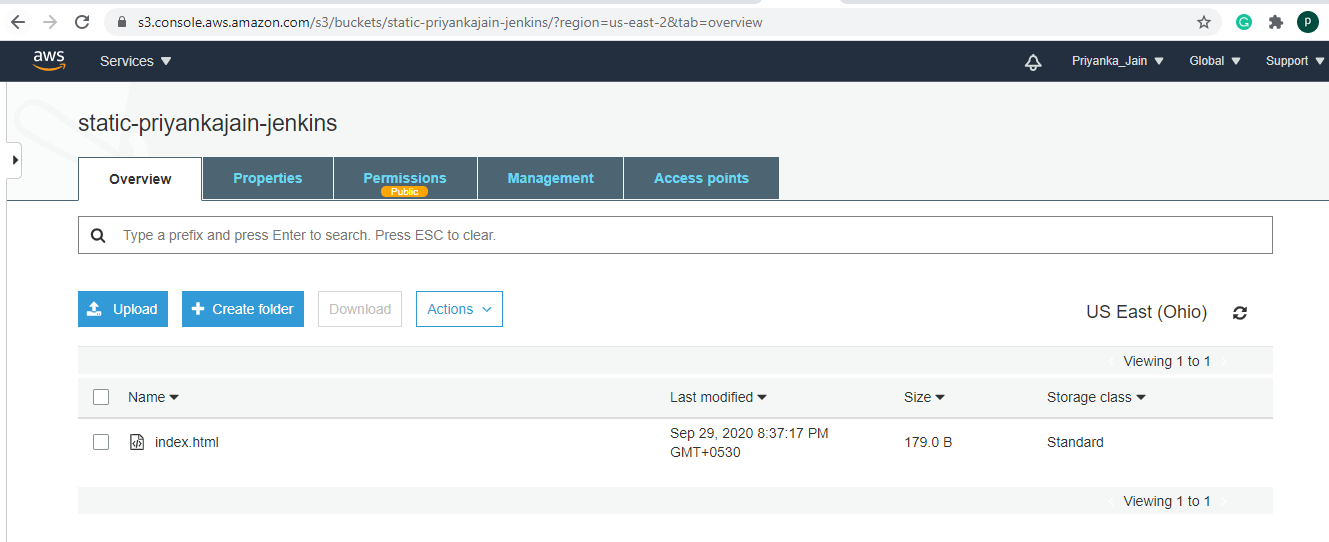 s3.console.aws.amazon.com/s3/buckets/static-priyankajain-jenkins/?region=us-east-2&tab=overview
P
aws Services Priyanka_Jain Global Support
static-priyankajain-jenkins
Overview Properties Permissions Management Access points
Public
Type a prefix and press Enter to search. Press ESC to clear.
Upload Create folder Download Actions
US East (Ohio)
Viewing 1 to 1
Name Last modified Size Storage class
index.html Sep 29, 2020 8:37:17 PM GMT+0530 179.0 B Standard
Viewing 1 to 1